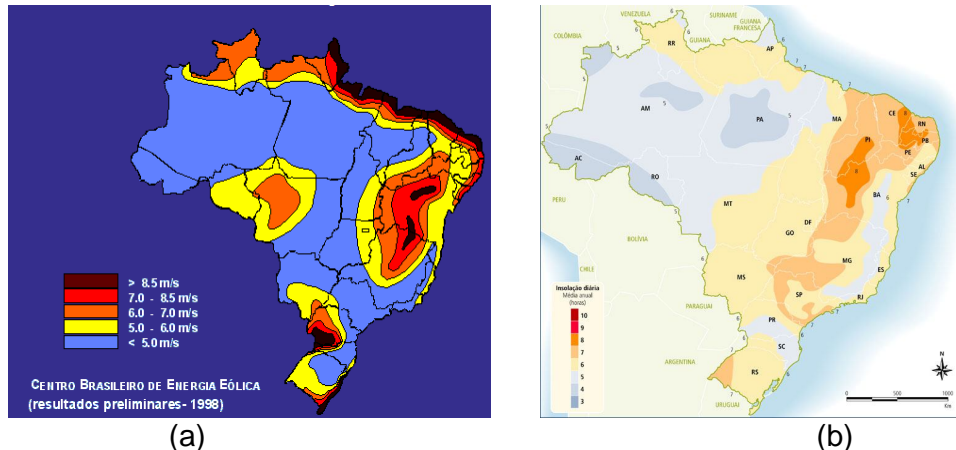 > 8.5 m/s
7.0 - 8.5 m/s
6.0 - 7.0 m/s
5.0 - 6.0 m/s
< 5.0 m/s
CENTRO BRASILEIRO DE ENERGIA EÓLICA
(resultados preliminares- 1998)
(a)
VENEZUELA
SURINAME
GUIANA
FRANCESA
COLÔMBIA
GUIANA
RR
AP
AM
PA
MA
CE
RN
PB
PI
PE
AL
SE
AC
RO
BA
MT
DF
GO
PERU
BOLÍVIA
MG
ES
MS
SP
RJ
CHILE
PARAGUAI
PR
SC
ARGENTINA
RS
URUGUAI
Insolação diária
Média anual
(horas)
10
9
8
7
6
5
4
3
N
0
500
1000
Km
(b)